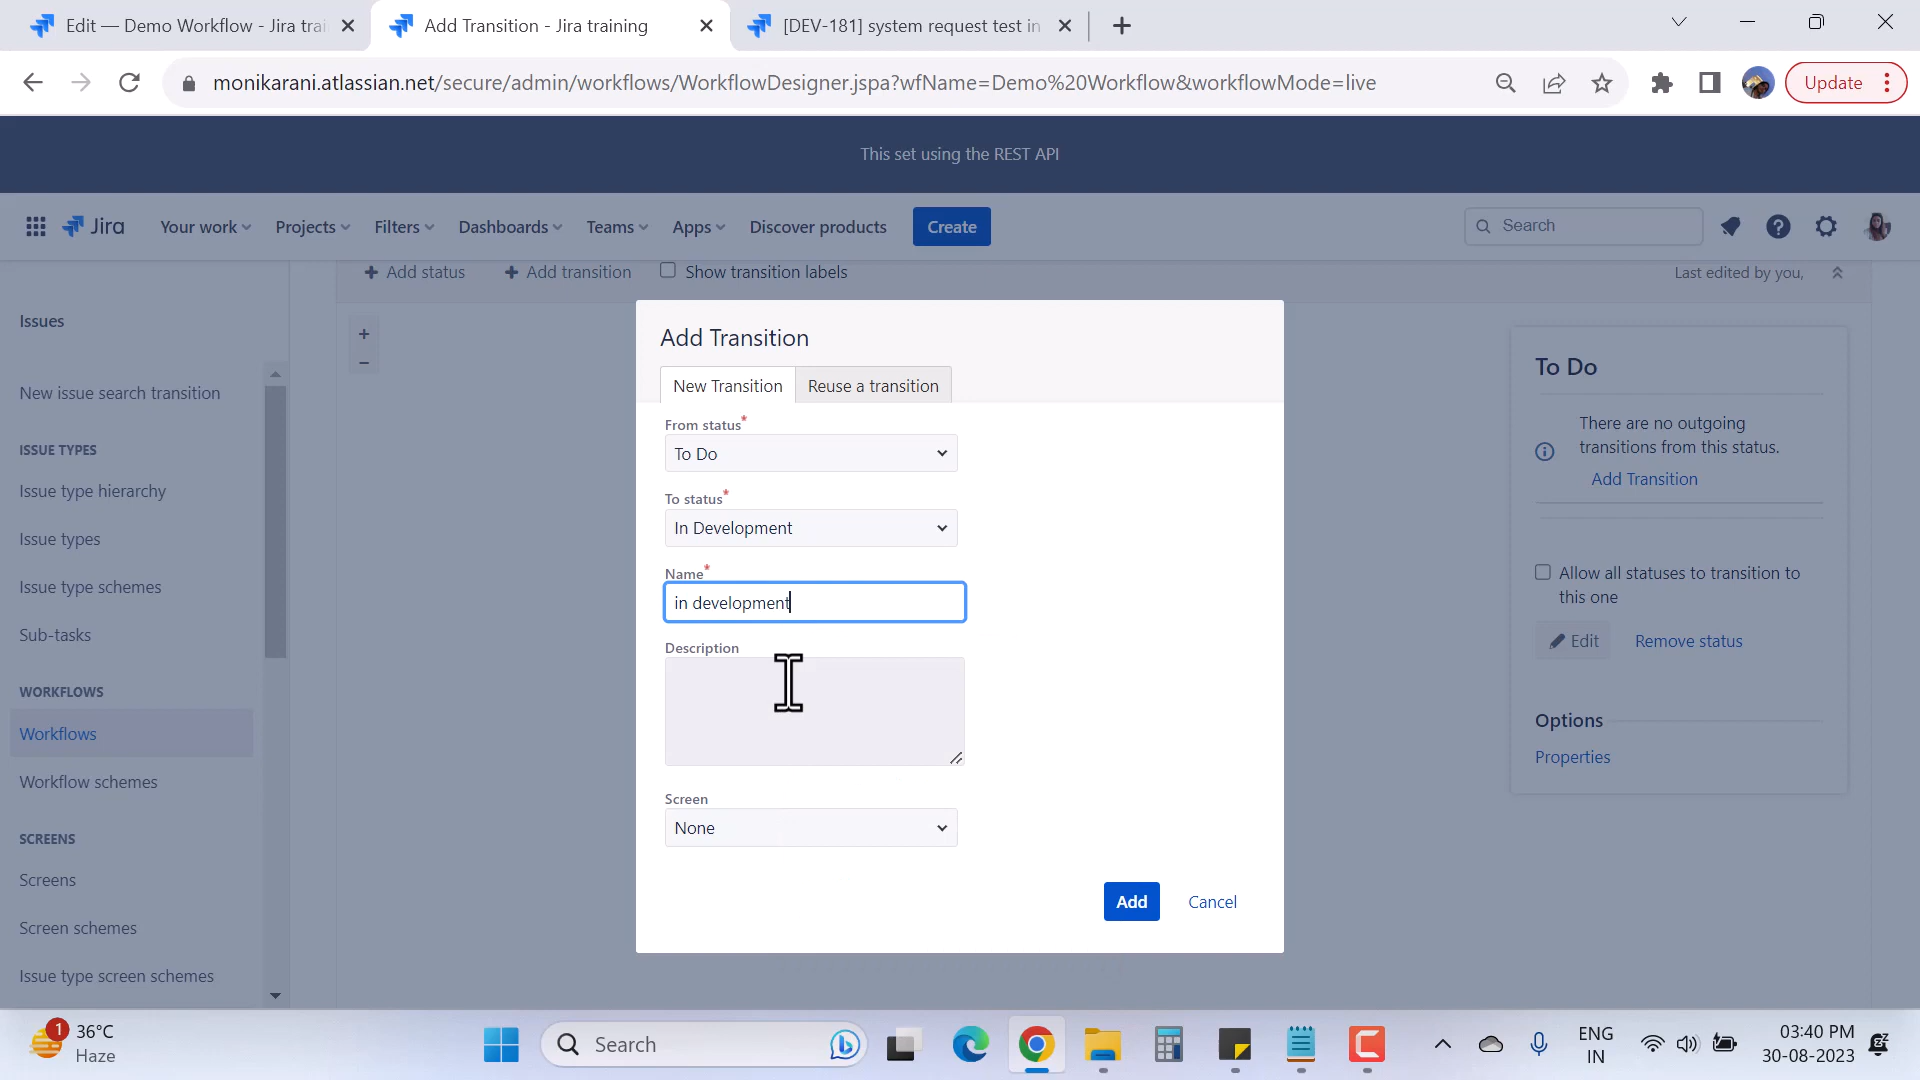 Edit — Demo Workflow - Jira trai
Add Transition - Jira training
[DEV-181] system request test in
monikarani.atlassian.net/secure/admin/workflows/WorkflowDesigner.jspa?wfName=Demo%20Workflow&workflowMode=live
Update
This set using the REST API
Jira
Your work
Projects
Filters
Dashboards
Teams
Apps
Discover products
Create
Search
Add status
Add transition
Show transition labels
Last edited by you,
Issues
New issue search transition
ISSUE TYPES
Issue type hierarchy
Issue types
Issue type schemes
Sub-tasks
WORKFLOWS
Workflows
Workflow schemes
SCREENS
Screens
Screen schemes
Issue type screen schemes
Add Transition
New Transition
Reuse a transition
From status*
To Do
To status*
In Development
Name*
in development
Description
Screen
None
Add
Cancel
To Do
There are no outgoing
transitions from this status.
Add Transition
Allow all statuses to transition to
this one
Edit
Remove status
Options
Properties
1
36°C
Haze
Search
ENG
IN
03:40 PM
30-08-2023